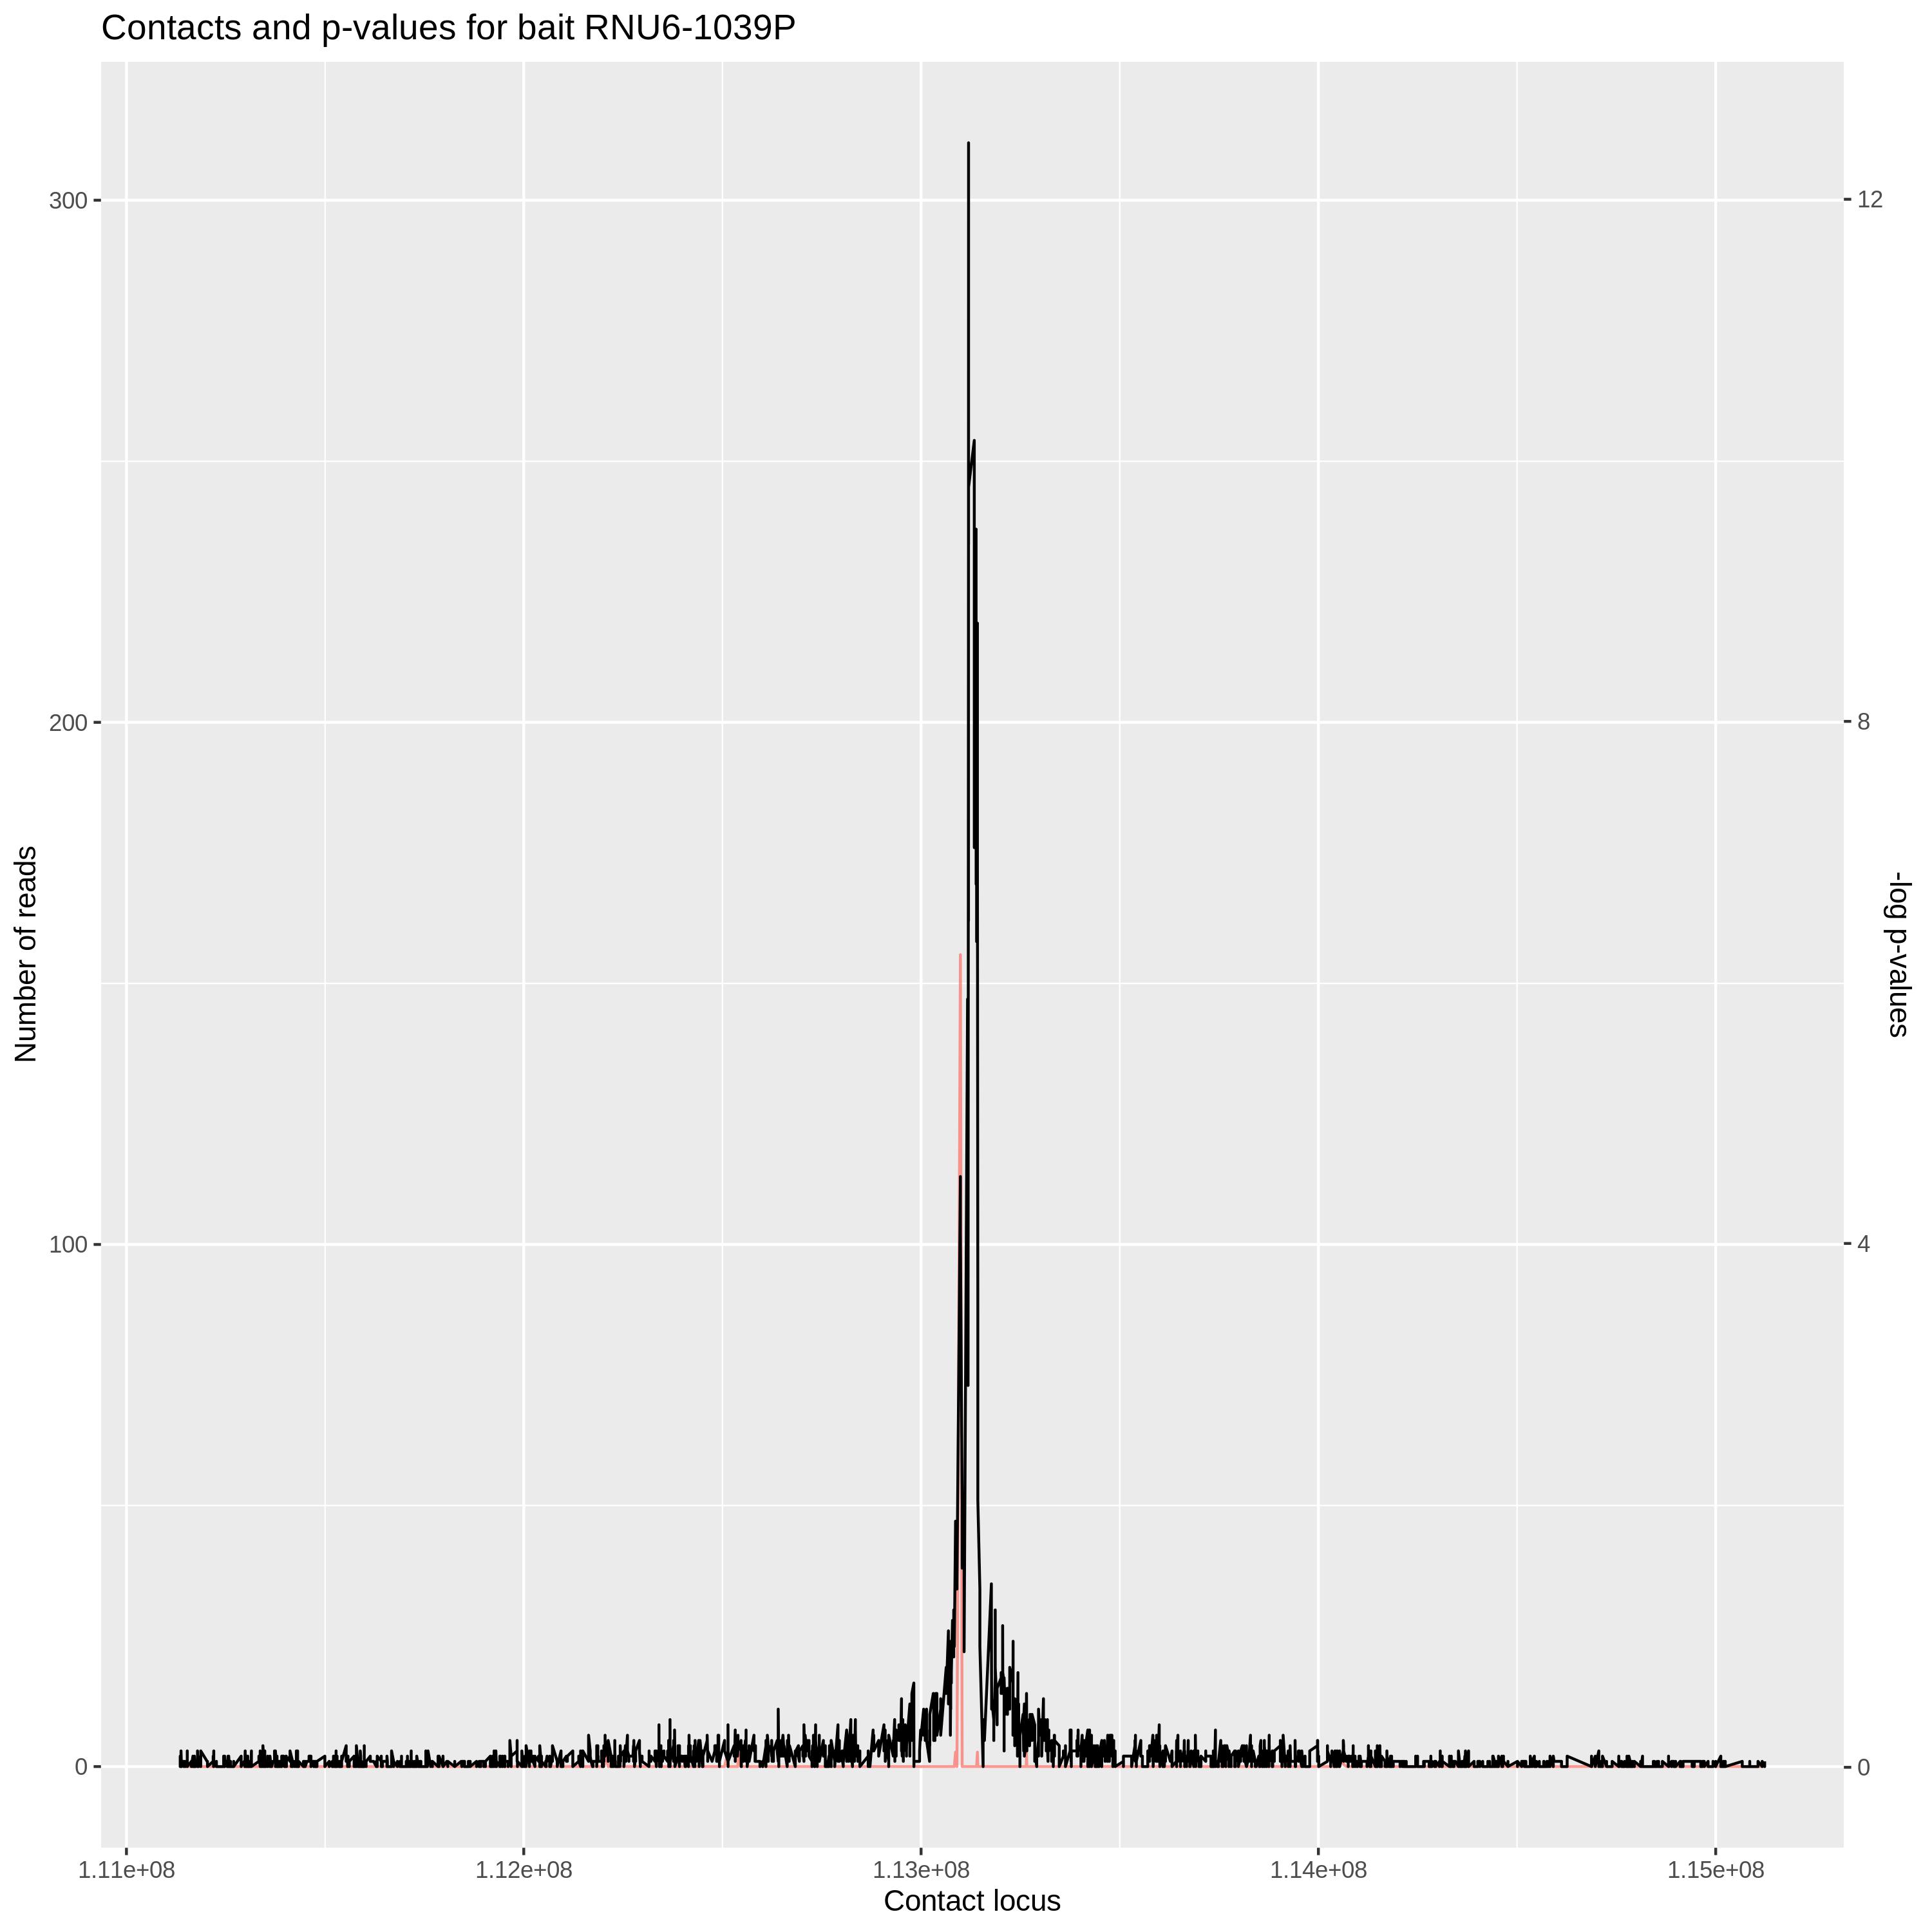 Contacts and p-values for bait RNU6-1039P
300
200
100
0
12
8
4
0
Number of reads
-log p-values
1.11e+08 1.12e+08 1.13e+08 1.14e+08 1.15e+08
Contact locus